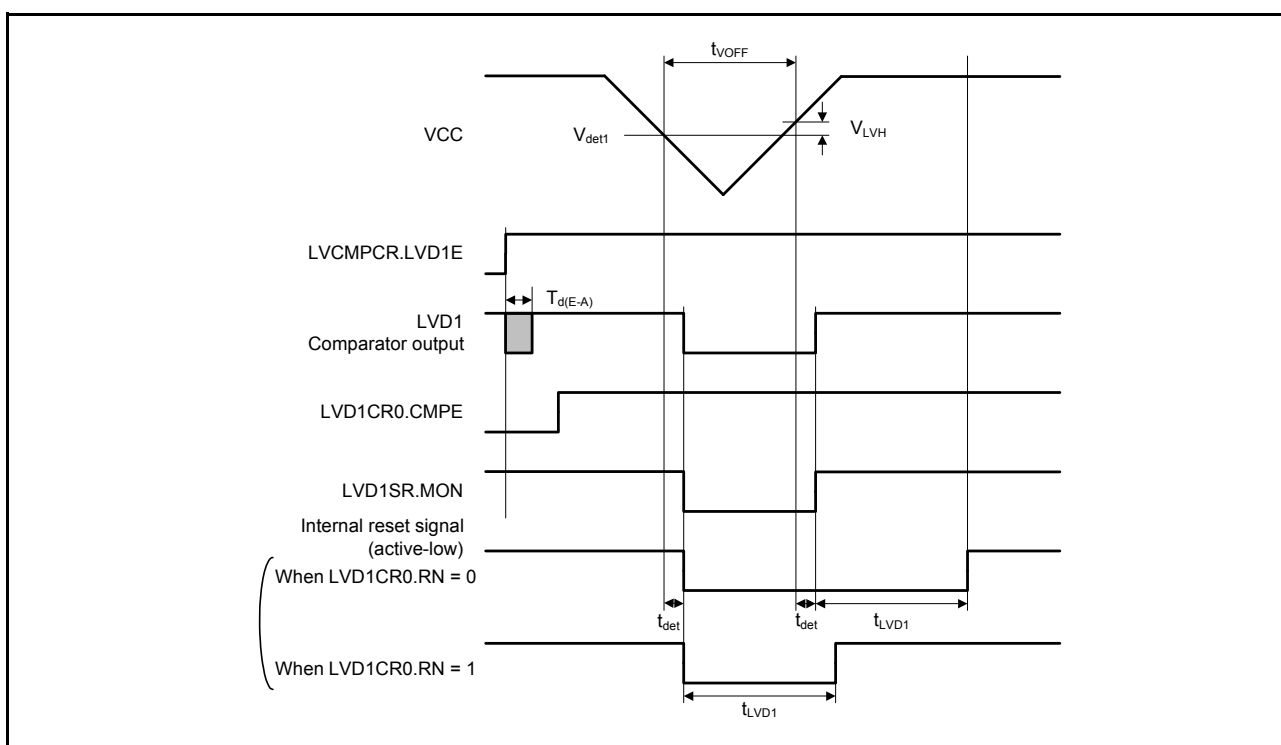 tVOFF
VCC
Vdet1
VLVH
LVCMPCR.LVD1E
Td(E-A)
LVD1
Comparator output
LVD1CR0.CMPE
LVD1SR.MON
Internal reset signal
(active-low)
When LVD1CR0.RN = 0
tdet
tdet
tLVD1
When LVD1CR0.RN = 1
tLVD1